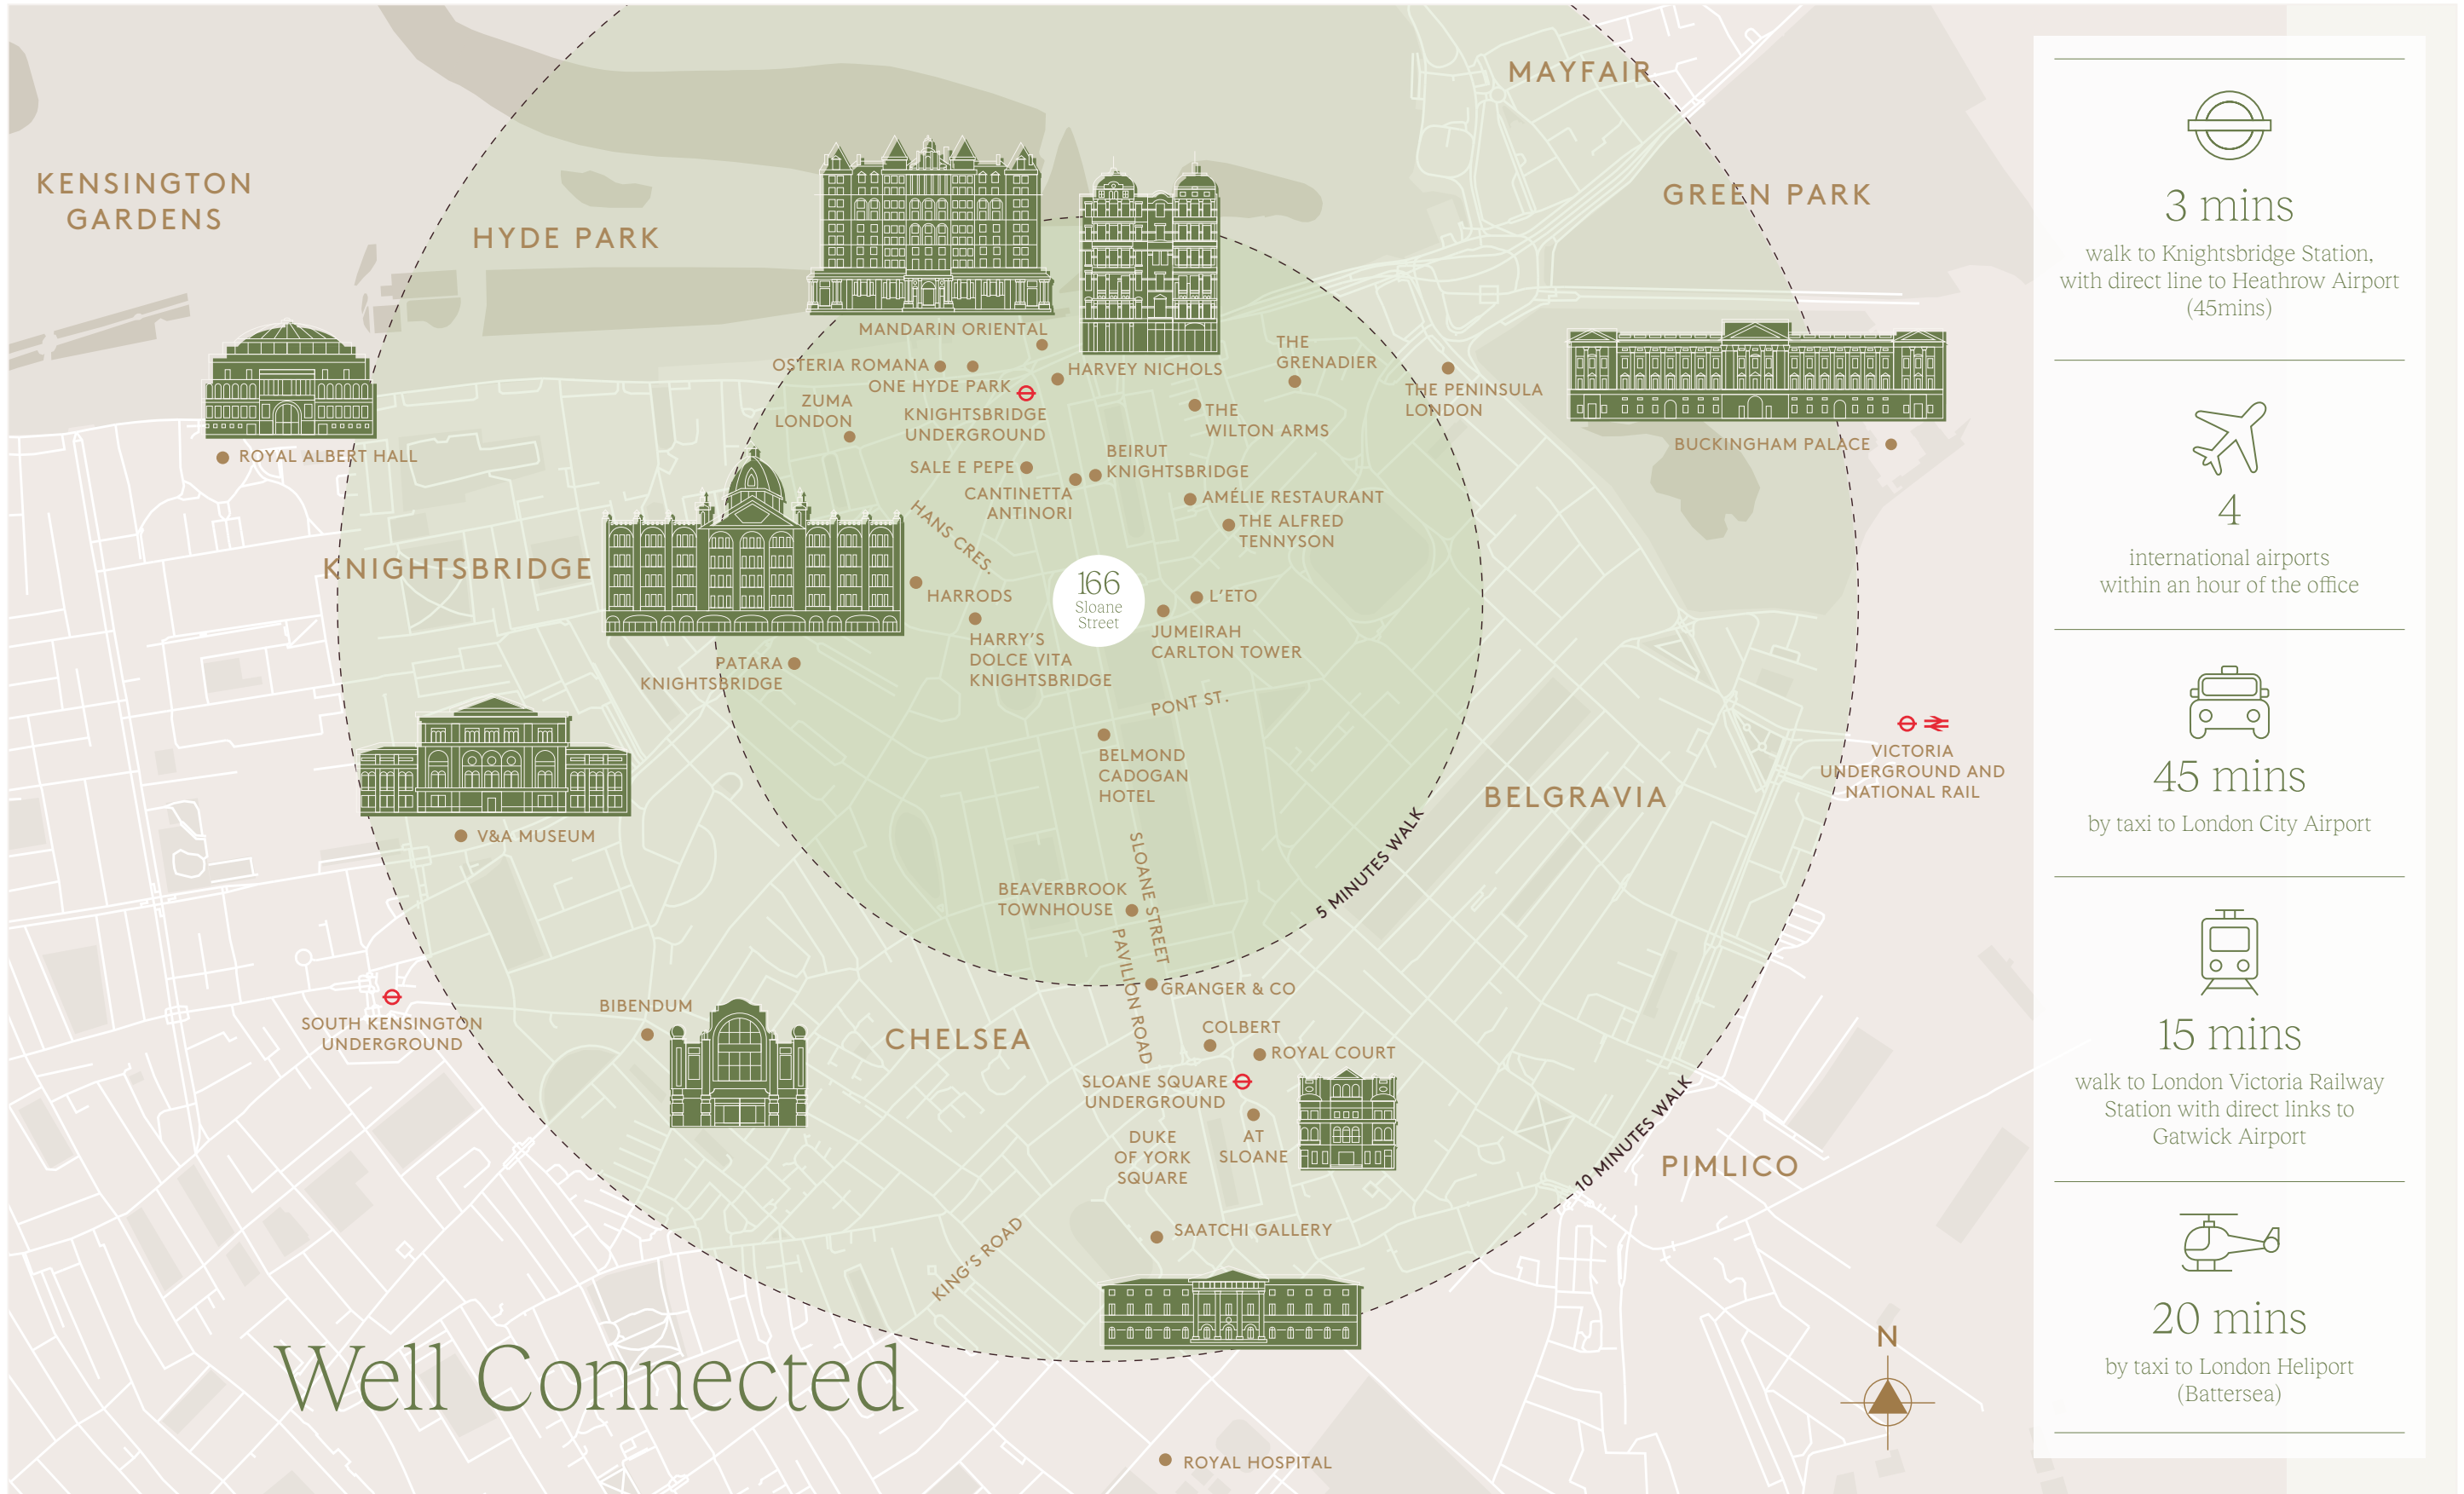 MAYFAIR
KENSINGTON
GARDENS
HYDE PARK
GREEN PARK
MANDARIN ORIENTAL
OSTERIA ROMANA
ONE HYDE PARK
HARVEY NICHOLS
THE
GRENADIER
THE PENINSULA
LONDON
ZUMA
LONDON
KNIGHTSBRIDGE
UNDERGROUND
THE
WILTON ARMS
BUCKINGHAM PALACE
ROYAL ALBERT HALL
SALE E PEPE
BEIRUT
KNIGHTSBRIDGE
CANTINETTA
ANTINORI
AMÉLIE RESTAURANT
THE ALFRED
TENNYSON
HANS CRES.
KNIGHTSBRIDGE
166
Sloane
Street
HARRODS
L'ETO
HARRY'S
DOLCE VITA
KNIGHTSBRIDGE
JUMEIRAH
CARLTON TOWER
PATARA
KNIGHTSBRIDGE
PONT ST.
BELMOND
CADOGAN
HOTEL
VICTORIA
UNDERGROUND AND
NATIONAL RAIL
BELGRAVIA
V&A MUSEUM
SLOANE STREET
5 MINUTES WALK
BEAVERBROOK
TOWNHOUSE
PAVILION ROAD
GRANGER & CO
SOUTH KENSINGTON
UNDERGROUND
BIBENDUM
CHELSEA
COLBERT
ROYAL COURT
SLOANE SQUARE
UNDERGROUND
DUKE
OF YORK
SQUARE
AT
SLOANE
10 MINUTES WALK
PIMLICO
SAATCHI GALLERY
KING'S ROAD
Well Connected
N
ROYAL HOSPITAL
3 mins
walk to Knightsbridge Station,
with direct line to Heathrow Airport
(45mins)
4
international airports
within an hour of the office
45 mins
by taxi to London City Airport
15 mins
walk to London Victoria Railway
Station with direct links to
Gatwick Airport
20 mins
by taxi to London Heliport
(Battersea)